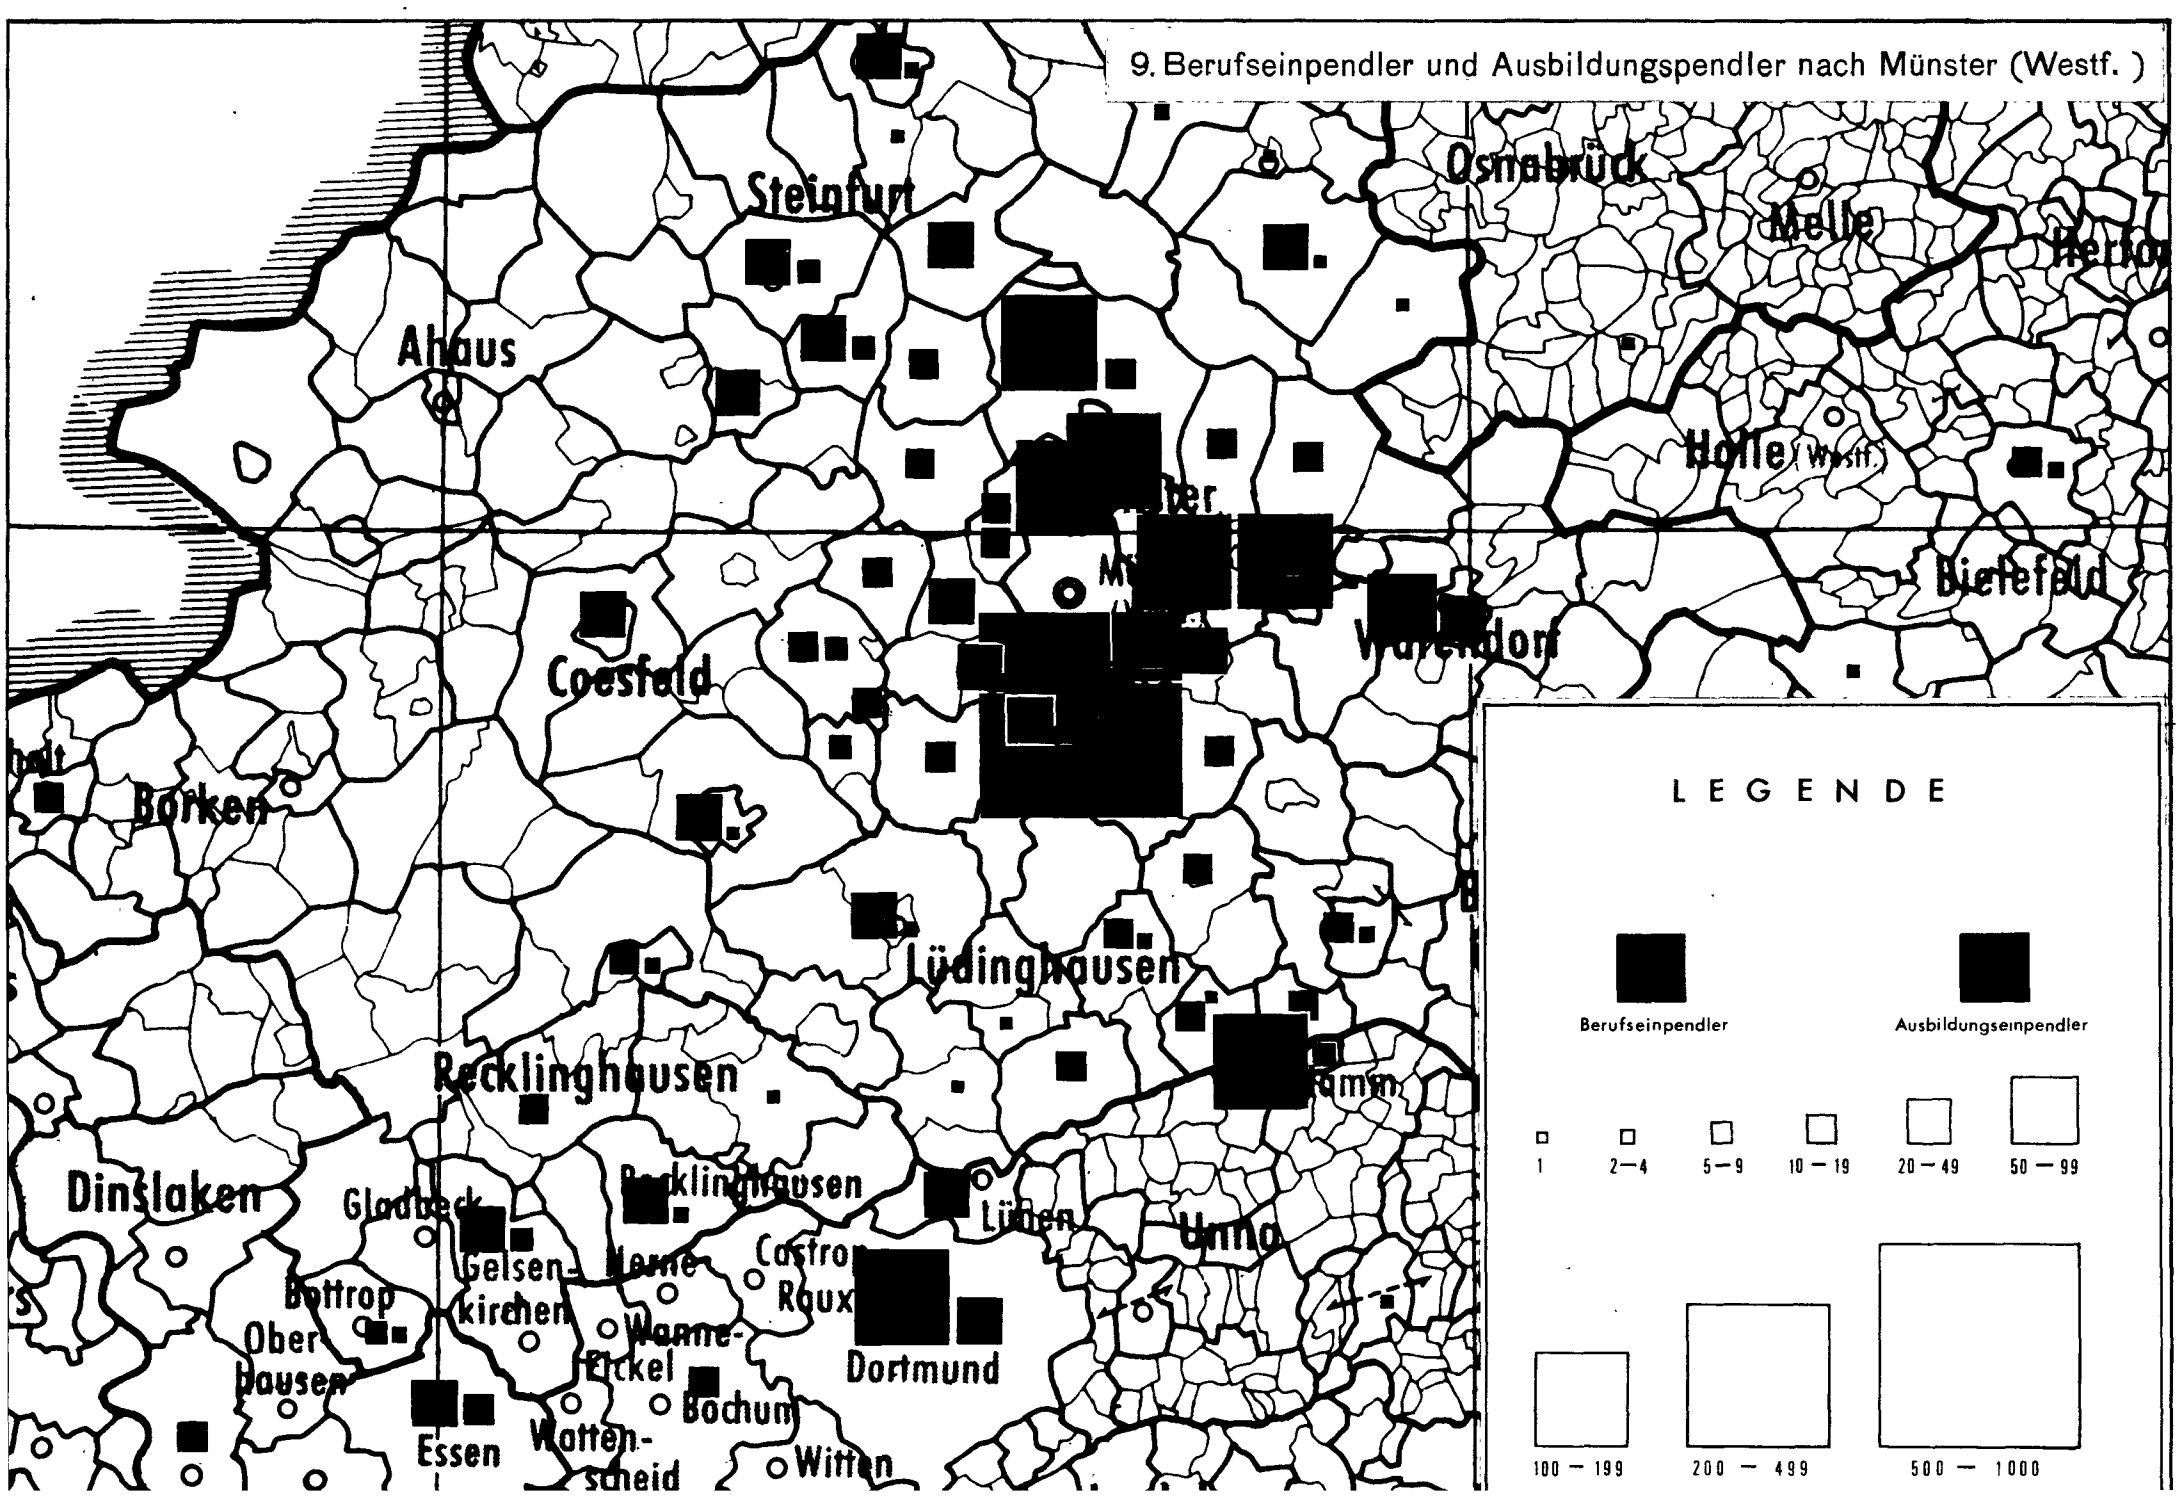 9. Berufseinpendler und Ausbildungspendler nach Münster (Westf. )
Osnabrück
Steinfurt
Melle
Ahaus
Halle (Westf.)
Bielefeld
Warendorf
Coesfeld
Borken
LEGENDE
Lüdinghausen
Berufseinpendler
Ausbildungseinpendler
Recklinghausen
1
2–4
5–9
10 – 19
20 – 49
50 – 99
Dinslaken
Recklinghausen
Gladbeck
Lünen
Unna
Gelsen-
kirchen
Herne
Castrop
Raux
Bottrop
Ober-
hausen
Wanne-
Eickel
Dortmund
Bochum
Essen
Watten-
scheid
Witten
100 – 199
200 – 499
500 – 1000